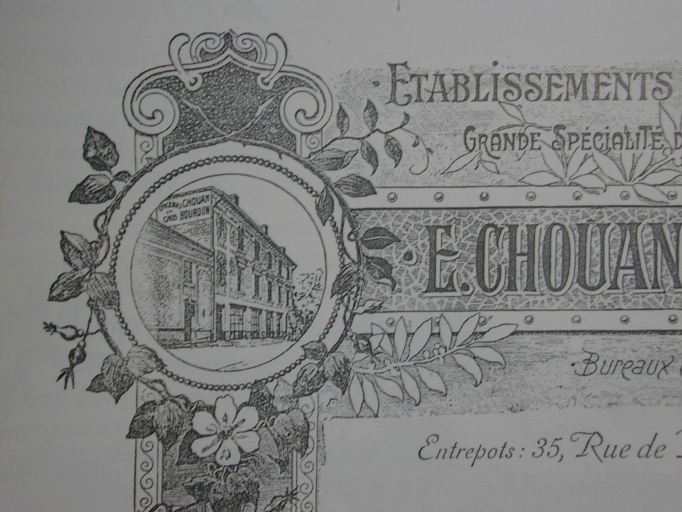 ETABLISSEMENTS
GRANDE SPÉCIALITÉ D
E. CHOUAN
CHOUAN
BOURDON
Bureaux
Entrepots: 35, Rue de